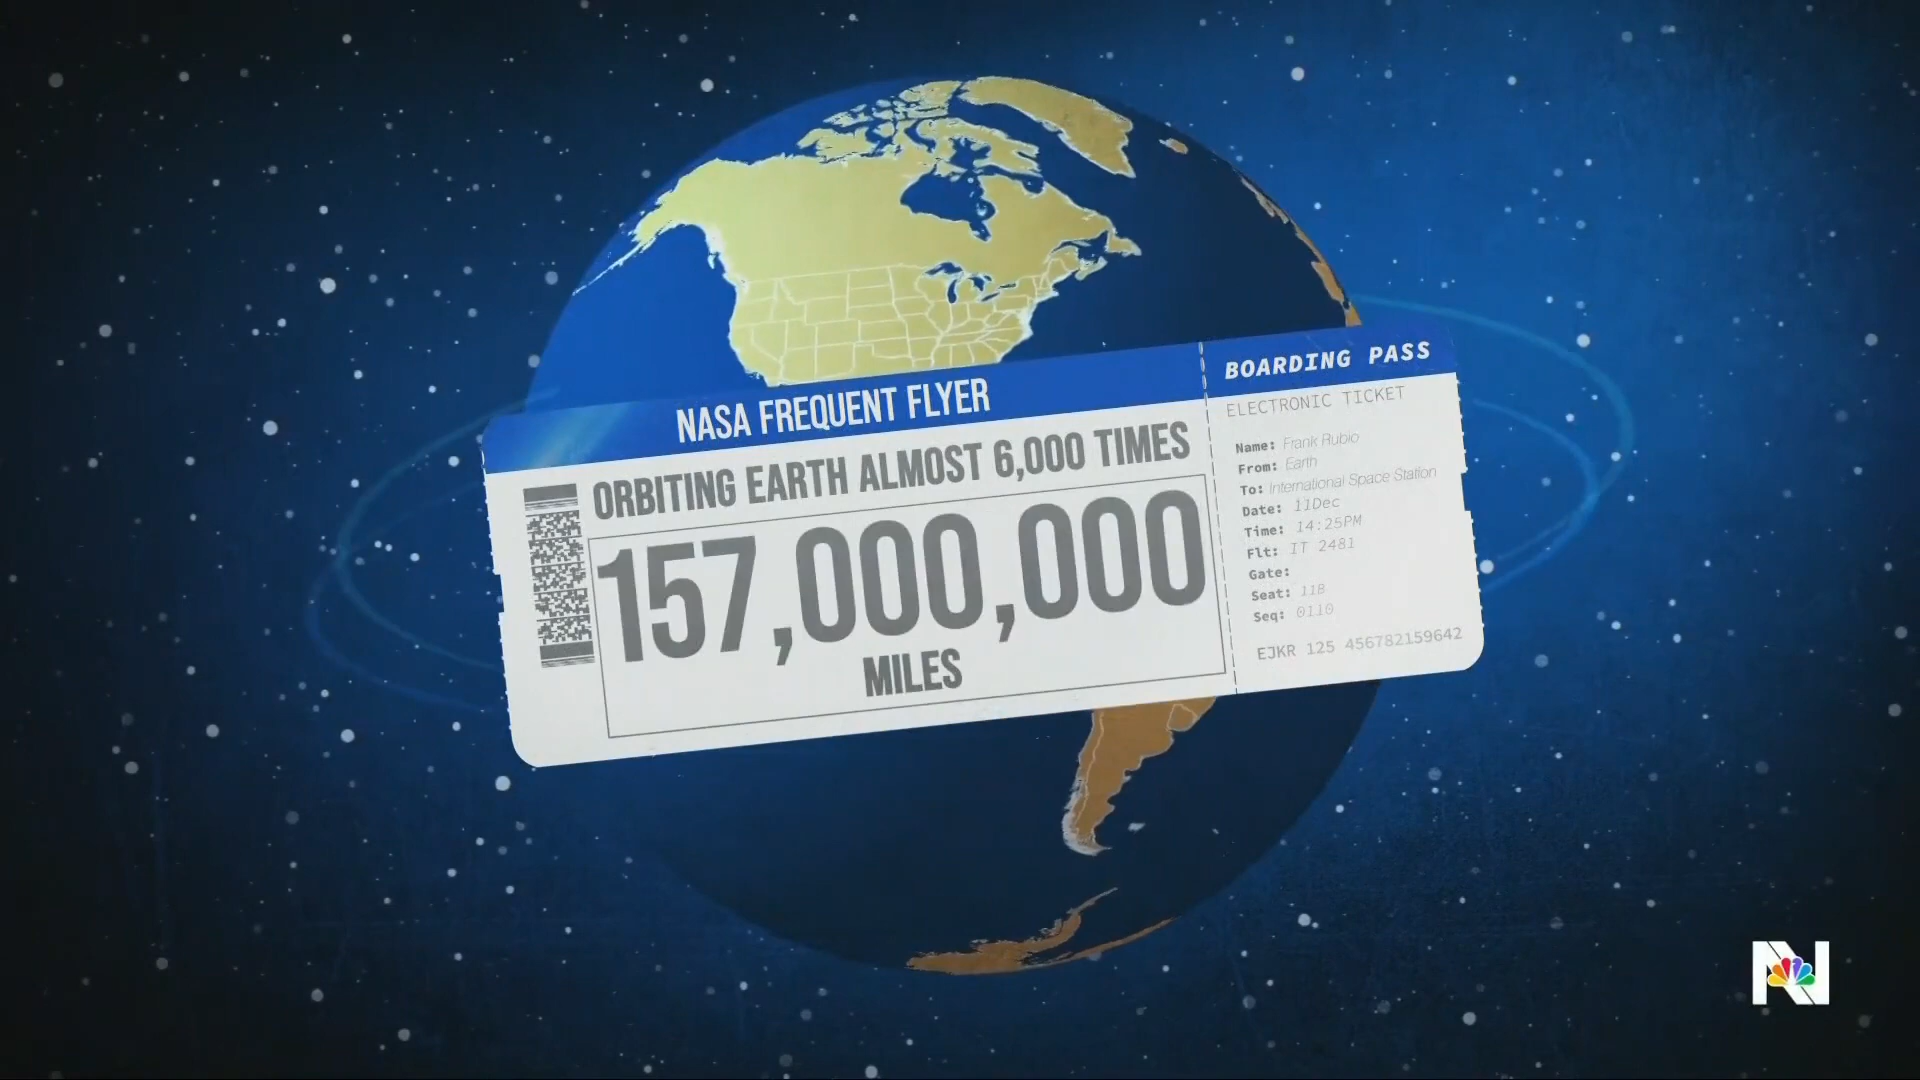 NASA FREQUENT FLYER
ORBITING EARTH ALMOST 6,000 TIMES
157,000,000
MILES
BOARDING PASS
ELECTRONIC TICKET
Name: Frank Rubio
From: Earth
To: International Space Station
Date: 11Dec
Time: 14:25PM
Flt: IT 2481
Gate:
Seat: 11B
Seq: 0110
EJKR 125 456782159642
N